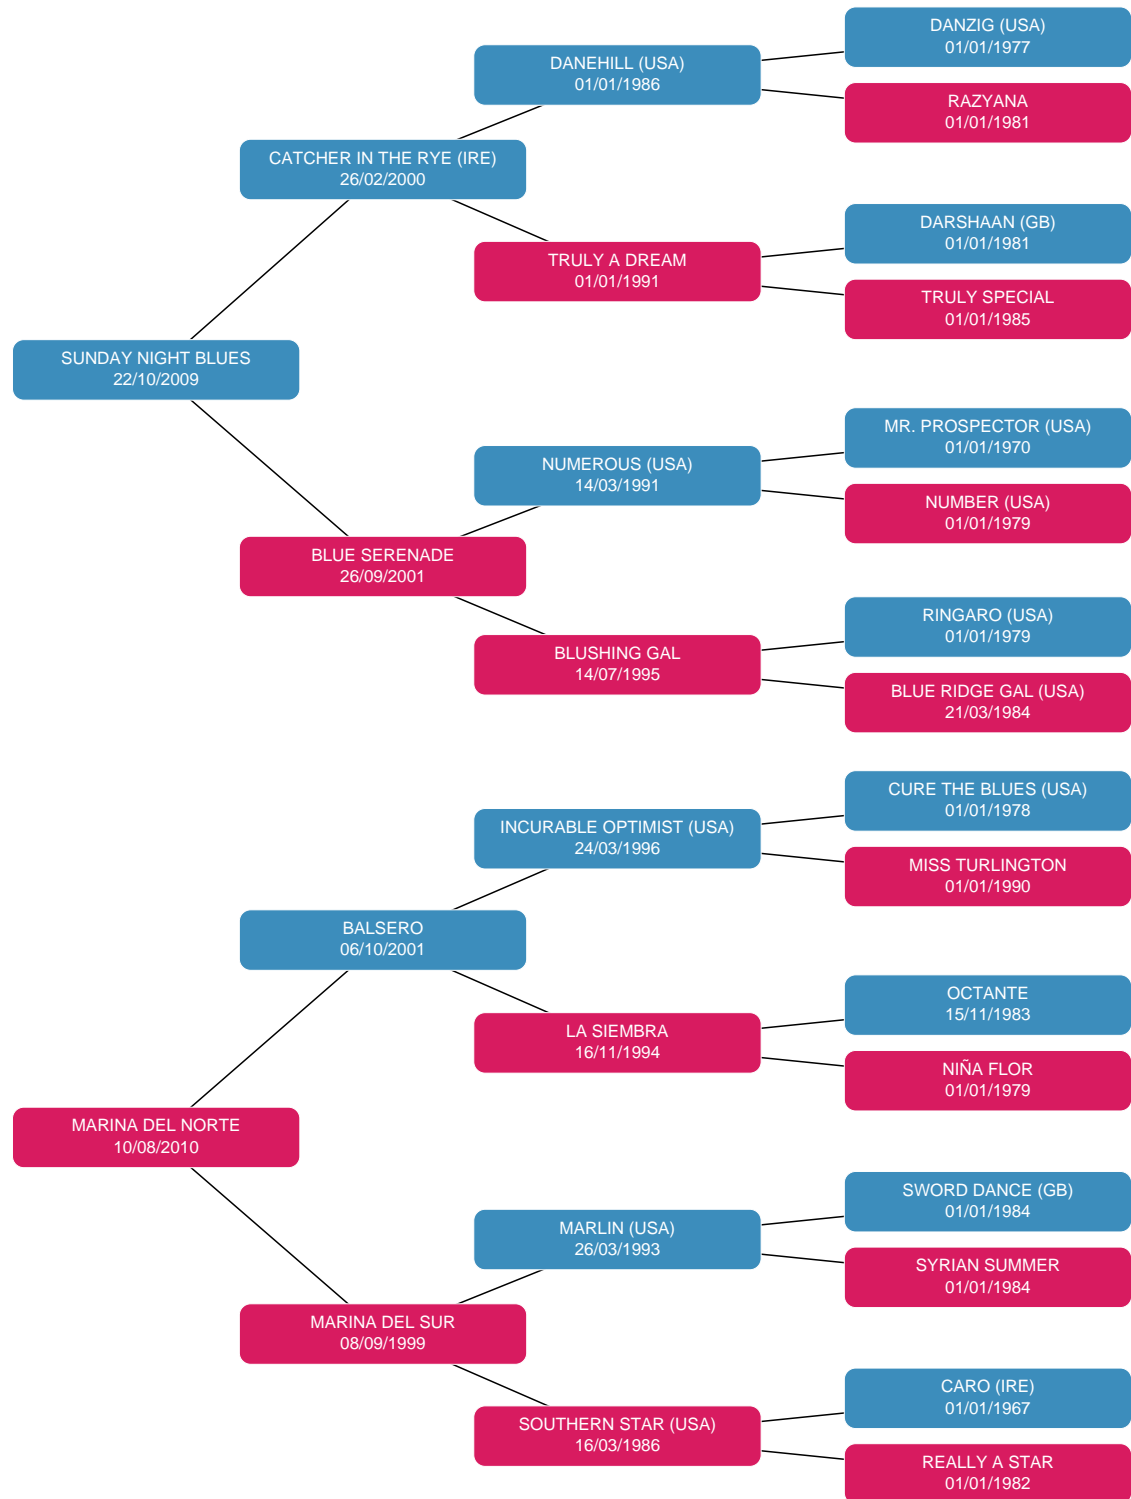 DANZIG (USA)
01/01/1977
DANEHILL (USA)
01/01/1986
RAZYANA
01/01/1981
CATCHER IN THE RYE (IRE)
26/02/2000
DARSHAAN (GB)
01/01/1981
TRULY A DREAM
01/01/1991
TRULY SPECIAL
01/01/1985
SUNDAY NIGHT BLUES
22/10/2009
MR. PROSPECTOR (USA)
01/01/1970
NUMEROUS (USA)
14/03/1991
NUMBER (USA)
01/01/1979
BLUE SERENADE
26/09/2001
RINGARO (USA)
01/01/1979
BLUSHING GAL
14/07/1995
BLUE RIDGE GAL (USA)
21/03/1984
CURE THE BLUES (USA)
01/01/1978
INCURABLE OPTIMIST (USA)
24/03/1996
MISS TURLINGTON
01/01/1990
BALSERO
06/10/2001
OCTANTE
15/11/1983
LA SIEMBRA
16/11/1994
NIÑA FLOR
01/01/1979
MARINA DEL NORTE
10/08/2010
SWORD DANCE (GB)
01/01/1984
MARLIN (USA)
26/03/1993
SYRIAN SUMMER
01/01/1984
MARINA DEL SUR
08/09/1999
CARO (IRE)
01/01/1967
SOUTHERN STAR (USA)
16/03/1986
REALLY A STAR
01/01/1982